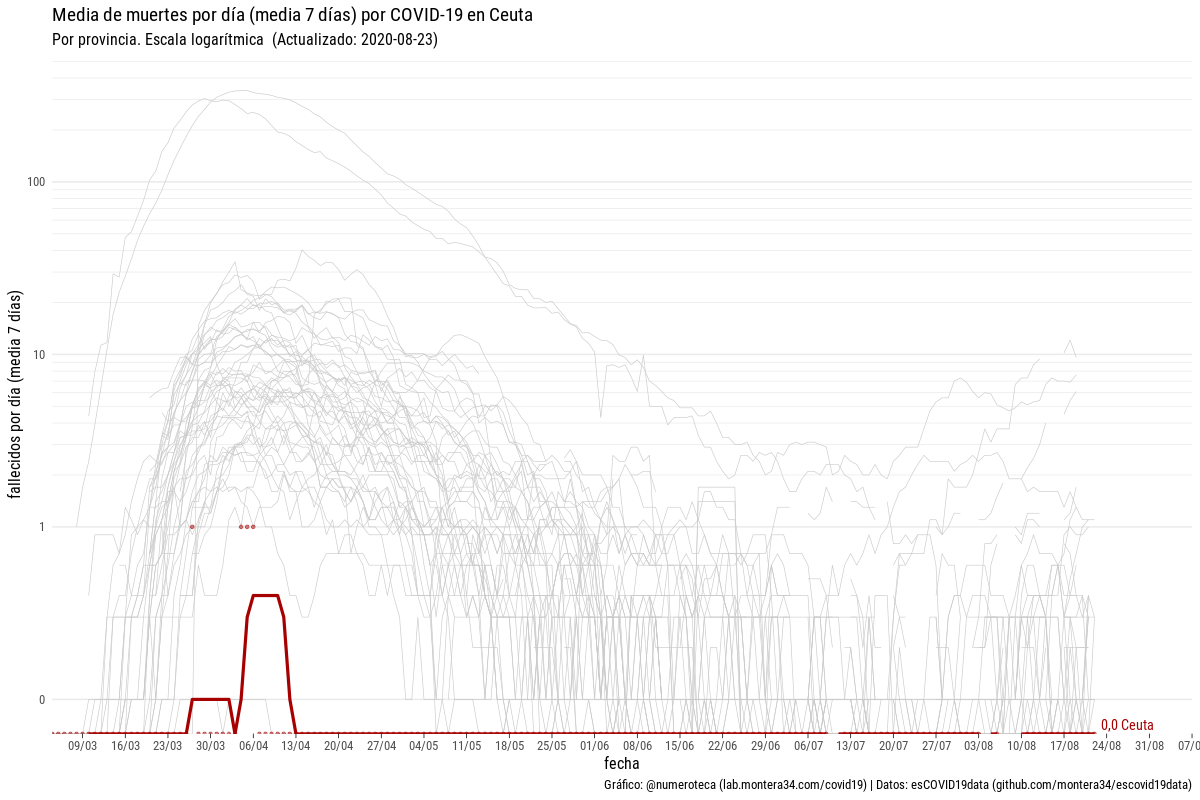 Media de muertes por día (media 7 días) por COVID-19 en Ceuta
Por provincia. Escala logarítmica (Actualizado: 2020-08-23)
fallecidos por día (media 7 días)
100
10
1
0
0,0 Ceuta
09/03 16/03 23/03 30/03 06/04 13/04 20/04 27/04 04/05 11/05 18/05 25/05 01/06 08/06 15/06 22/06 29/06 06/07 13/07 20/07 27/07 03/08 10/08 17/08 24/08 31/08 07/0
fecha
Gráfico: @numeroteca (lab.montera34.com/covid19) | Datos: esCOVID19data (github.com/montera34/escovid19data)